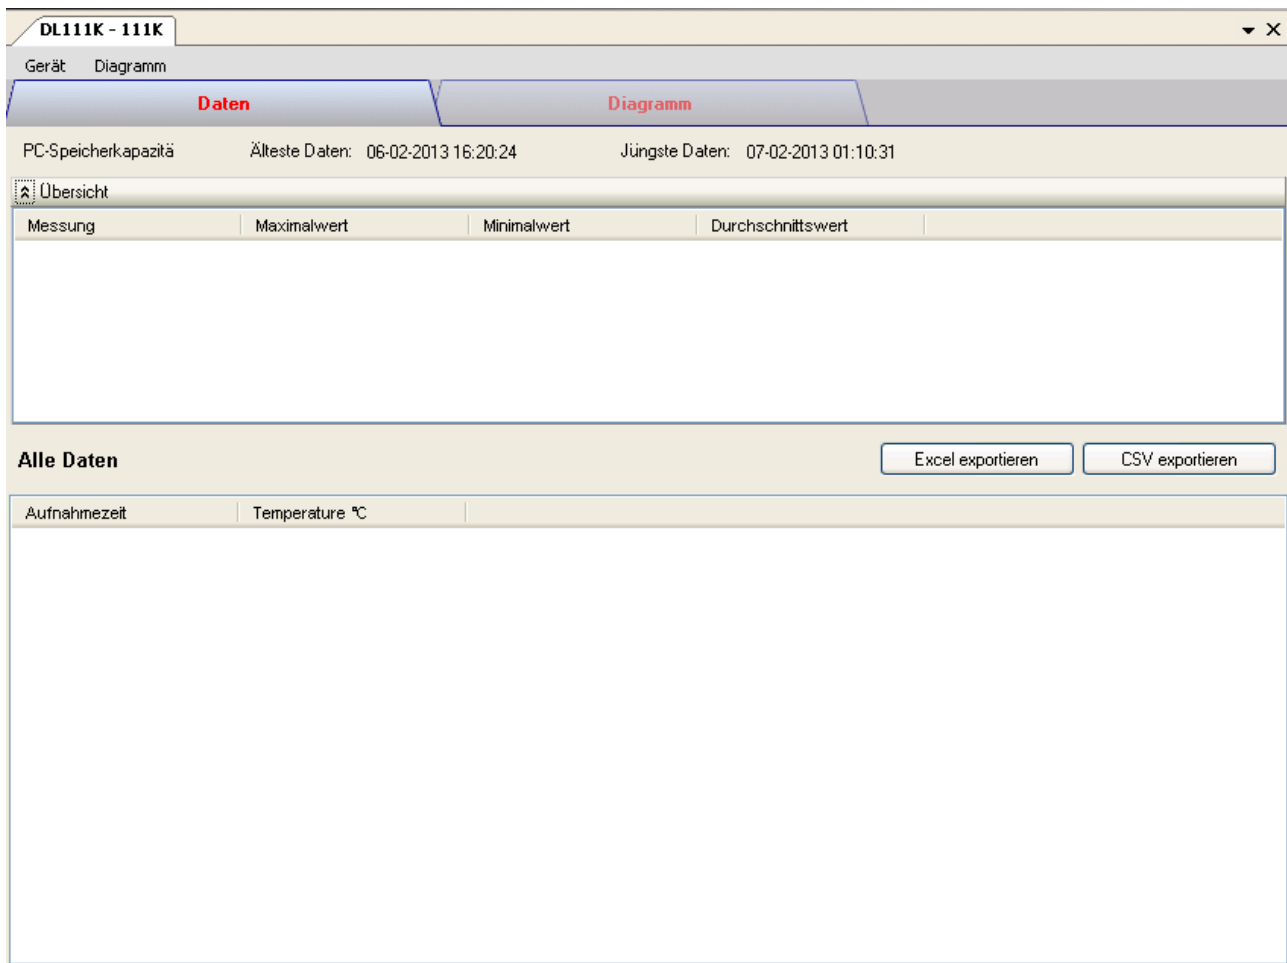 DL111K - 111K
Gerät Diagramm
Daten Diagramm
PC-Speicherkapazitä Älteste Daten: 06-02-2013 16:20:24 Jüngste Daten: 07-02-2013 01:10:31
Übersicht
Messung Maximalwert Minimalwert Durchschnittswert
Alle Daten Excel exportieren CSV exportieren
Aufnahmezeit Temperature °C